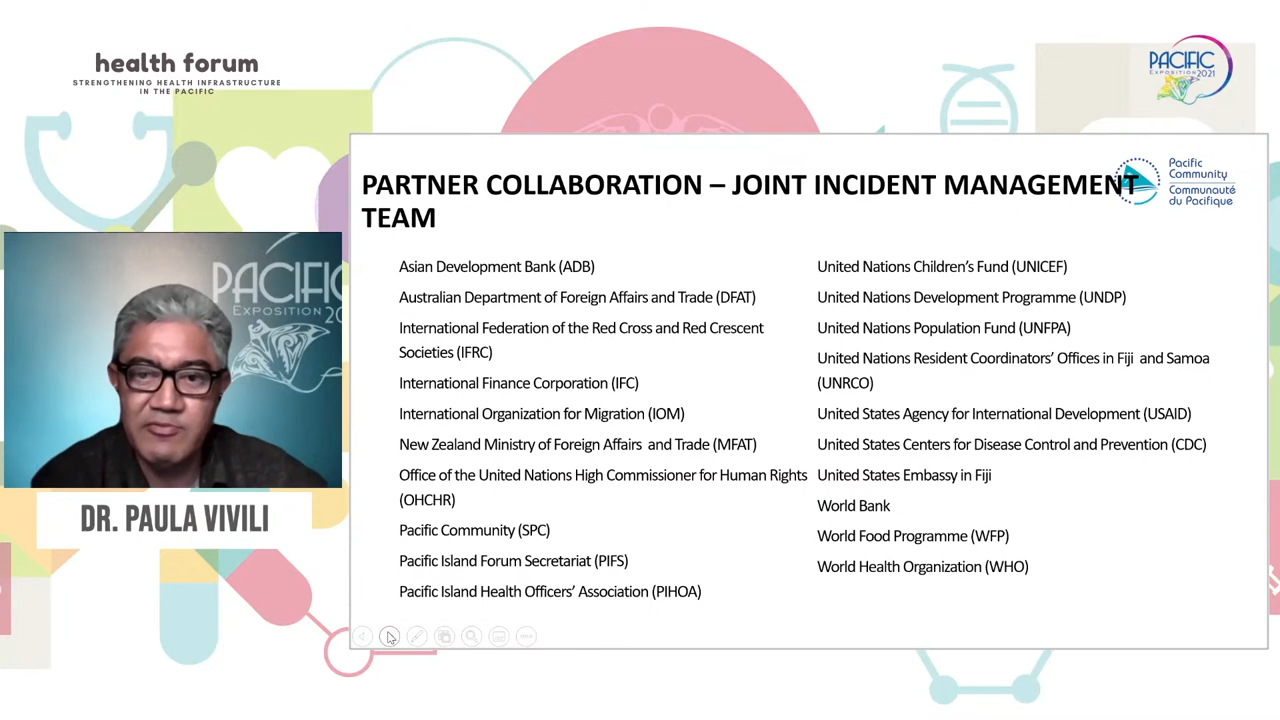 health forum
STRENGTHENING HEALTH INFRASTRUCTURE
IN THE PACIFIC
PACIFIC
EXPOSITION 2021
Pacific
Community
Communauté
du Pacifique
PARTNER COLLABORATION – JOINT INCIDENT MANAGEMENT
TEAM
Asian Development Bank (ADB)
Australian Department of Foreign Affairs and Trade (DFAT)
International Federation of the Red Cross and Red Crescent
Societies (IFRC)
International Finance Corporation (IFC)
International Organization for Migration (IOM)
New Zealand Ministry of Foreign Affairs and Trade (MFAT)
Office of the United Nations High Commissioner for Human Rights
(OHCHR)
Pacific Community (SPC)
Pacific Island Forum Secretariat (PIFS)
Pacific Island Health Officers’ Association (PIHOA)
United Nations Children’s Fund (UNICEF)
United Nations Development Programme (UNDP)
United Nations Population Fund (UNFPA)
United Nations Resident Coordinators’ Offices in Fiji and Samoa
(UNRCO)
United States Agency for International Development (USAID)
United States Centers for Disease Control and Prevention (CDC)
United States Embassy in Fiji
World Bank
World Food Programme (WFP)
World Health Organization (WHO)
PACIFI
EXPOSITION 20
DR. PAULA VIVILI